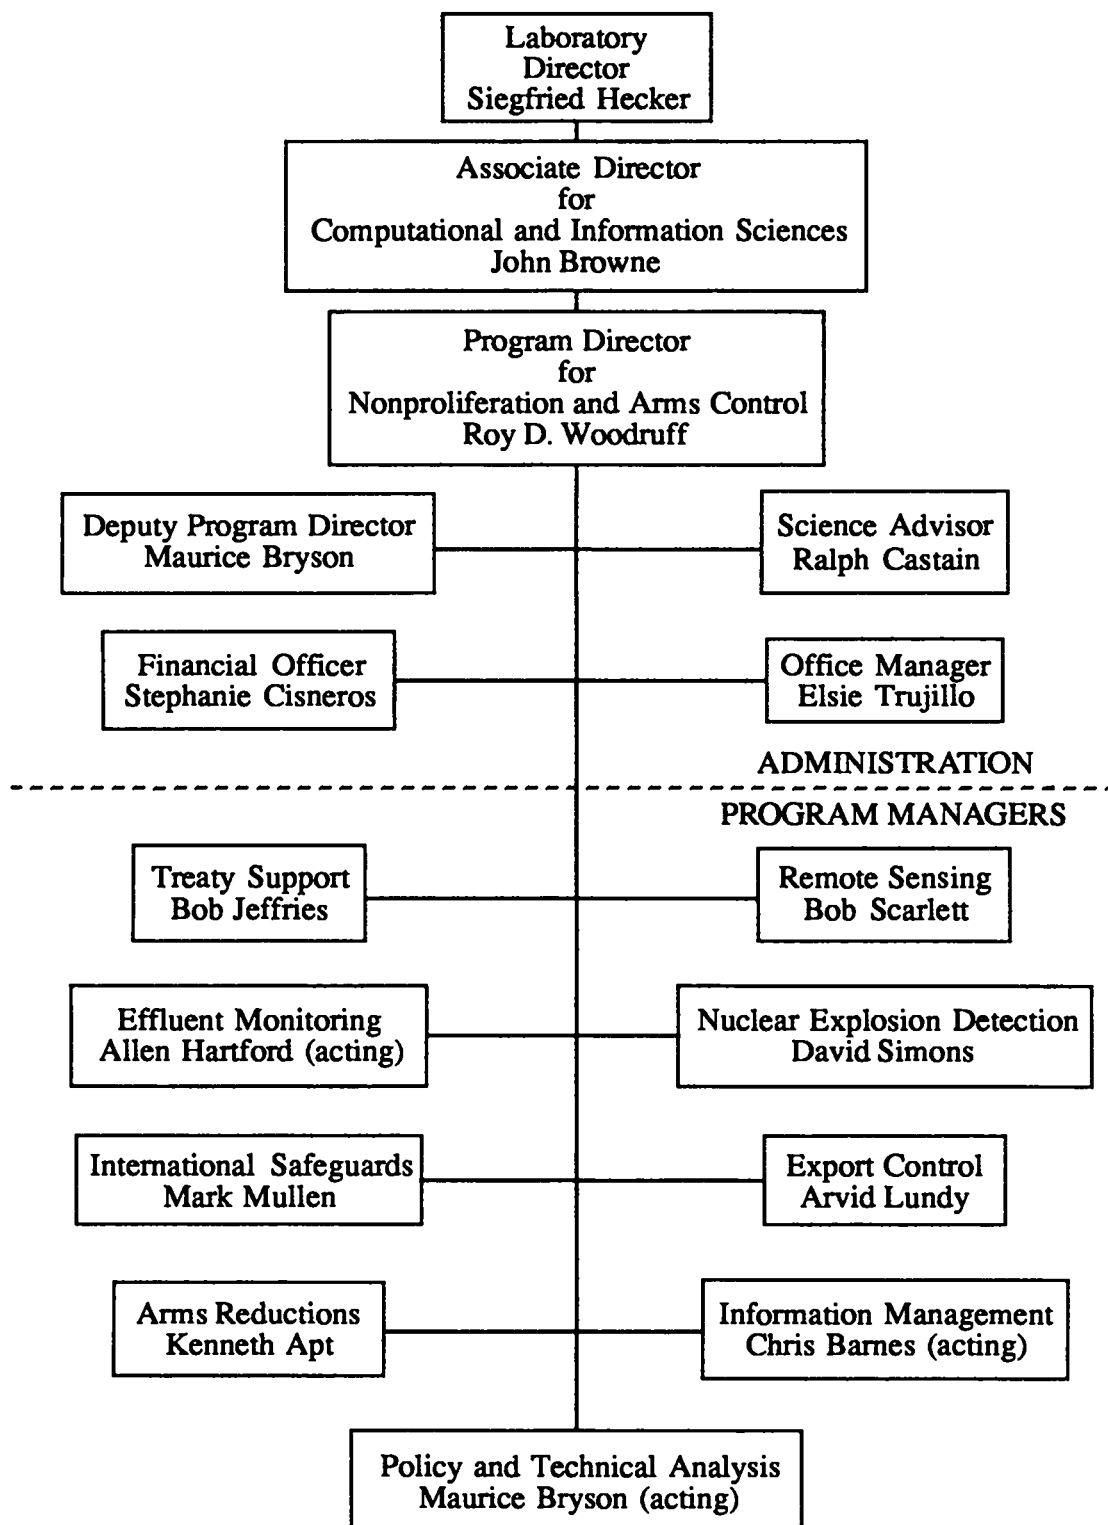 Laboratory
Director
Siegfried Hecker
Associate Director
for
Computational and Information Sciences
John Browne
Program Director
for
Nonproliferation and Arms Control
Roy D. Woodruff
Deputy Program Director
Maurice Bryson
Science Advisor
Ralph Castain
Financial Officer
Stephanie Cisneros
Office Manager
Elsie Trujillo
ADMINISTRATION
PROGRAM MANAGERS
Treaty Support
Bob Jeffries
Remote Sensing
Bob Scarlett
Effluent Monitoring
Allen Hartford (acting)
Nuclear Explosion Detection
David Simons
International Safeguards
Mark Mullen
Export Control
Arvid Lundy
Arms Reductions
Kenneth Apt
Information Management
Chris Barnes (acting)
Policy and Technical Analysis
Maurice Bryson (acting)